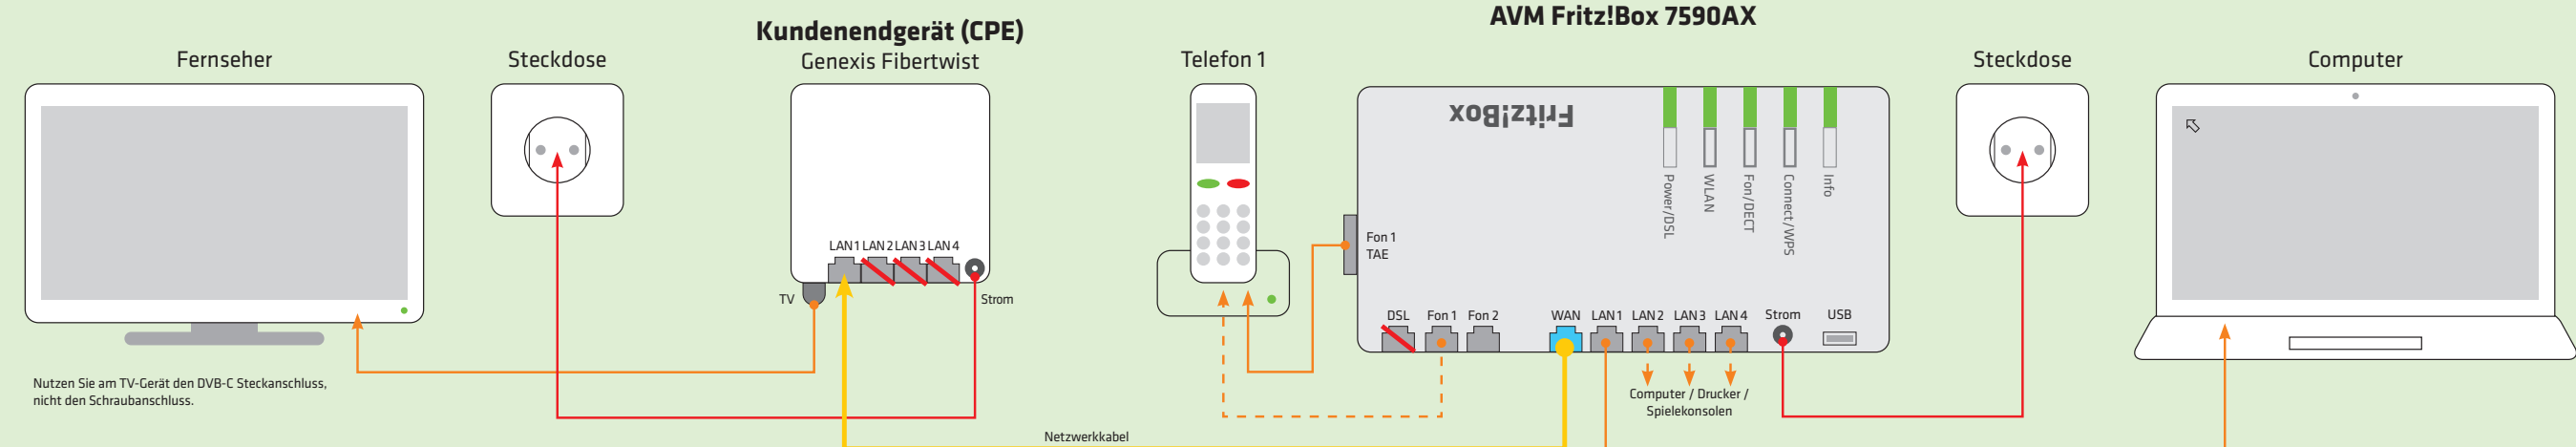 AVM Fritz!Box 7590AX
Kundenendgerät (CPE)
Fernseher
Steckdose
Genexis Fibertwist
Telefon 1
Steckdose
Computer
Fritz!Box
Power/DSL
WLAN
Fon/DECT
Connect/WPS
Info
Fon 1
TAE
LAN 1 LAN 2 LAN 3 LAN 4
TV
Strom
DSL
Fon 1
Fon 2
WAN
LAN 1
LAN 2
LAN 3
LAN 4
Strom
USB
Nutzen Sie am TV-Gerät den DVB-C Steckanschluss,
nicht den Schraubanschluss.
Computer / Drucker /
Spielekonsolen
Netzwerkkabel